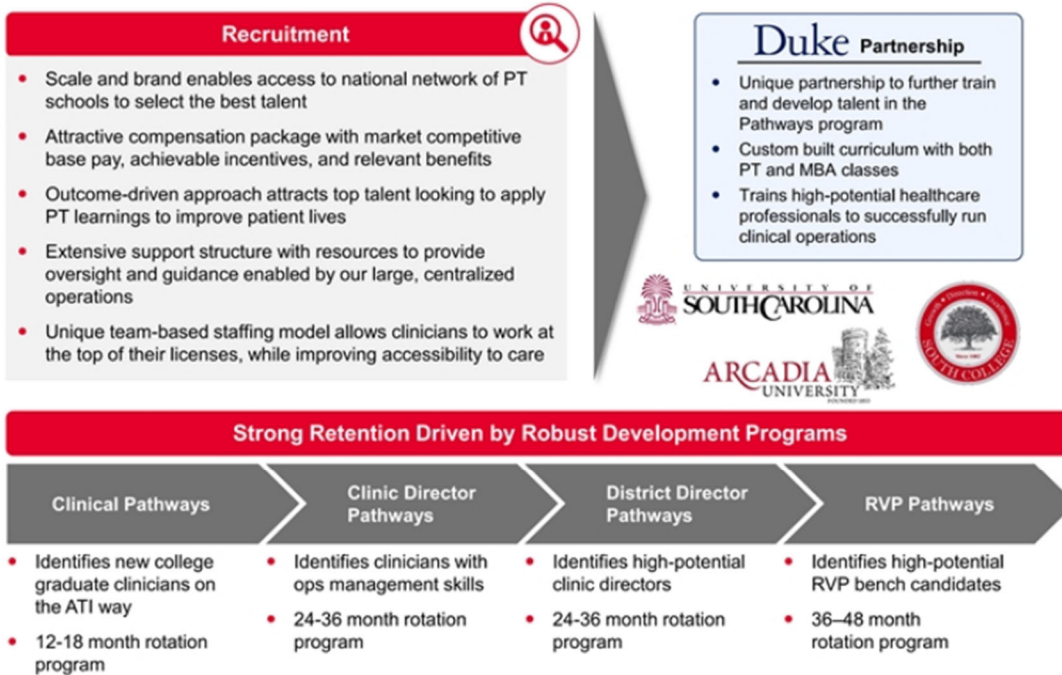 Recruitment
Scale and brand enables access to national network of PT
schools to select the best talent
Attractive compensation package with market competitive
base pay, achievable incentives, and relevant benefits
Outcome-driven approach attracts top talent looking to apply
PT learnings to improve patient lives
Extensive support structure with resources to provide
oversight and guidance enabled by our large, centralized
operations
Unique team-based staffing model allows clinicians to work at
the top of their licenses, while improving accessibility to care
Duke Partnership
Unique partnership to further train
and develop talent in the
Pathways program
Custom built curriculum with both
PT and MBA classes
Trains high-potential healthcare
professionals to successfully run
clinical operations
UNIVERSITY OF
SOUTH CAROLINA
ARCADIA
UNIVERSITY
SOUTH COLLEGE
Strong Retention Driven by Robust Development Programs
Clinical Pathways
Identifies new college
graduate clinicians on
the ATI way
12-18 month rotation
program
Clinic Director
Pathways
Identifies clinicians with
ops management skills
24-36 month rotation
program
District Director
Pathways
Identifies high-potential
clinic directors
24-36 month rotation
program
RVP Pathways
Identifies high-potential
RVP bench candidates
36–48 month
rotation program